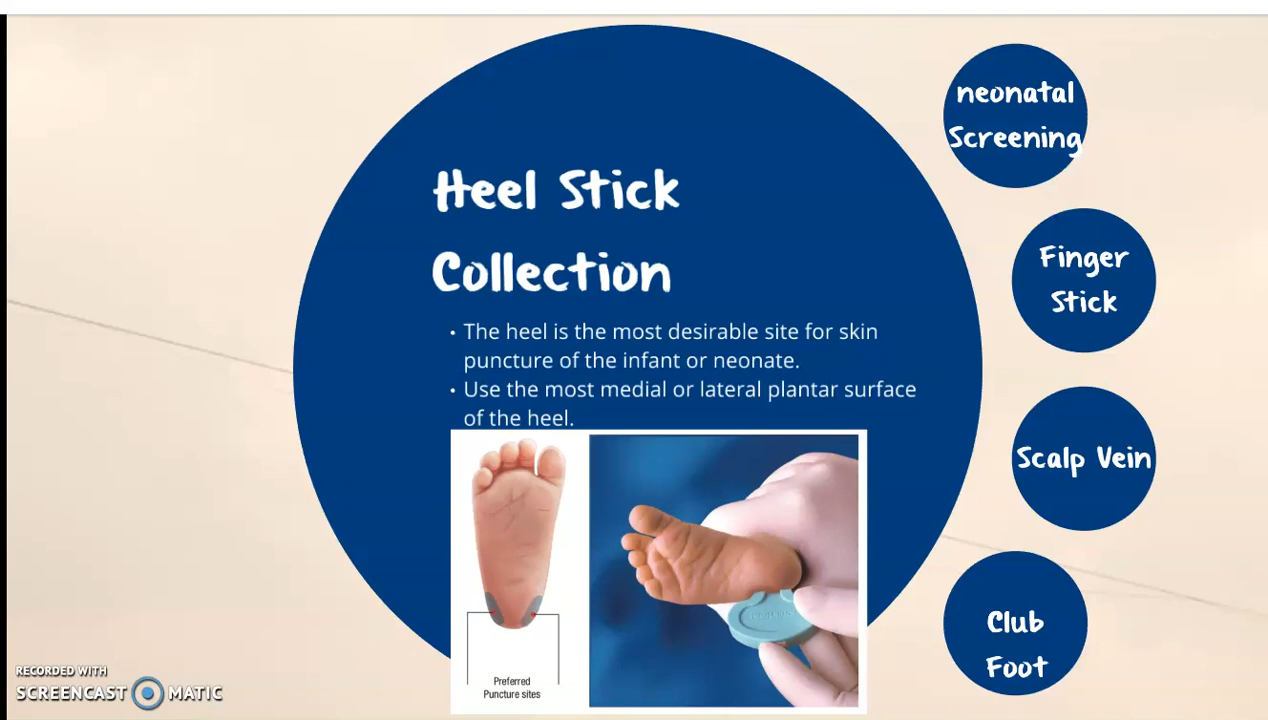 Heel Stick
Collection
• The heel is the most desirable site for skin
puncture of the infant or neonate.
• Use the most medial or lateral plantar surface
of the heel.
Preferred
Puncture sites
neonatal
Screening
Finger
Stick
Scalp Vein
Club
Foot
RECORDED WITH
SCREENCAST MATIC